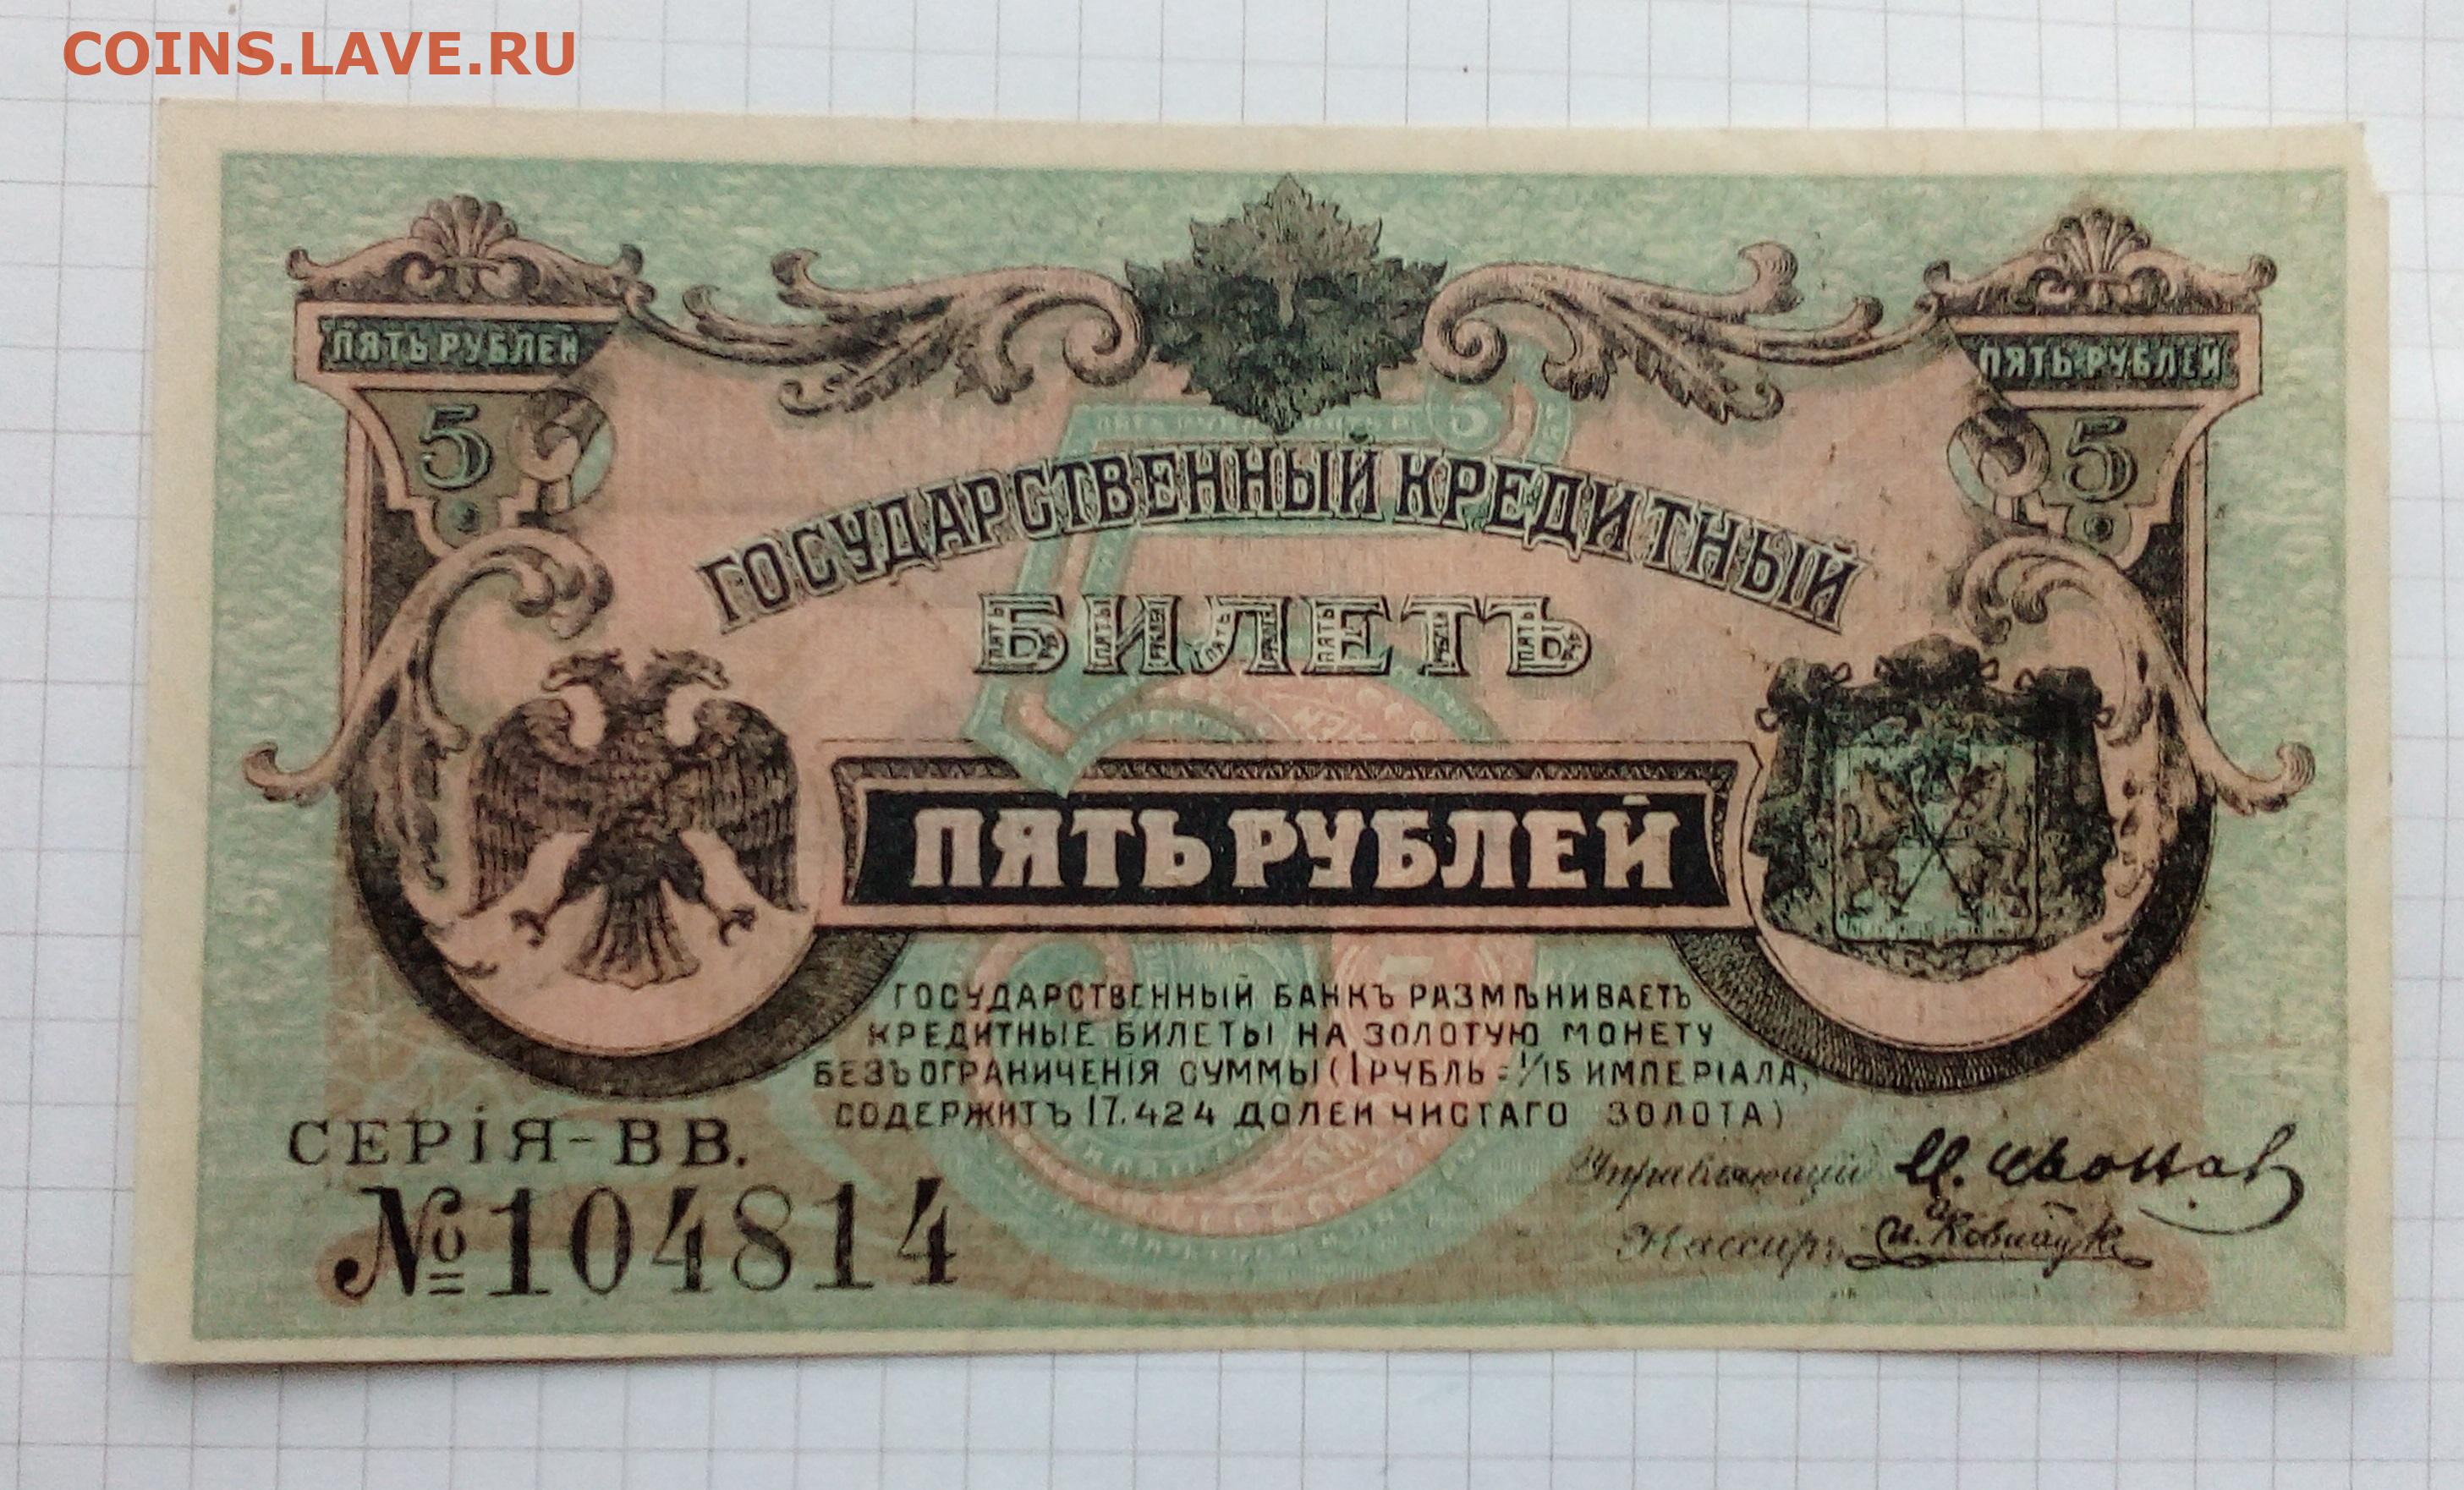 COINS.LAVE.RU
ПЯТЬ РУБЛЕЙ
ПЯТЬ РУБЛЕЙ
5
5
5
ГОСУДАРСТВЕННЫЙ КРЕДИТНЫЙ
БИЛЕТЪ
ПЯТЬ РУБЛЕЙ
ГОСУДАРСТВЕННЫЙ БАНКЪ РАЗМѢНИВАЕТЪ
КРЕДИТНЫЕ БИЛЕТЫ НА ЗОЛОТУЮ МОНЕТУ
БЕЗЪ ОГРАНИЧЕНІЯ СУММЫ (1 РУБЛЬ = 1/15 ИМПЕРІАЛА,
СОДЕРЖИТЪ 17.424 ДОЛЕЙ ЧИСТАГО ЗОЛОТА)
СЕРІЯ-ВВ.
№104814
Управляющій
Кассиръ